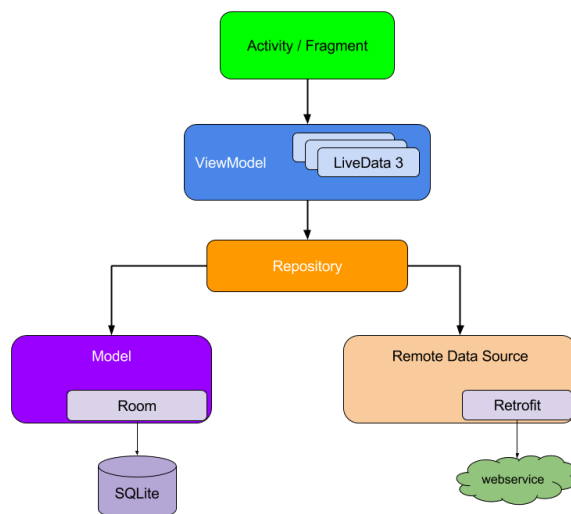 Activity / Fragment
ViewModel
LiveData 3
Repository
Model
Remote Data Source
Room
Retrofit
SQLite
webservice